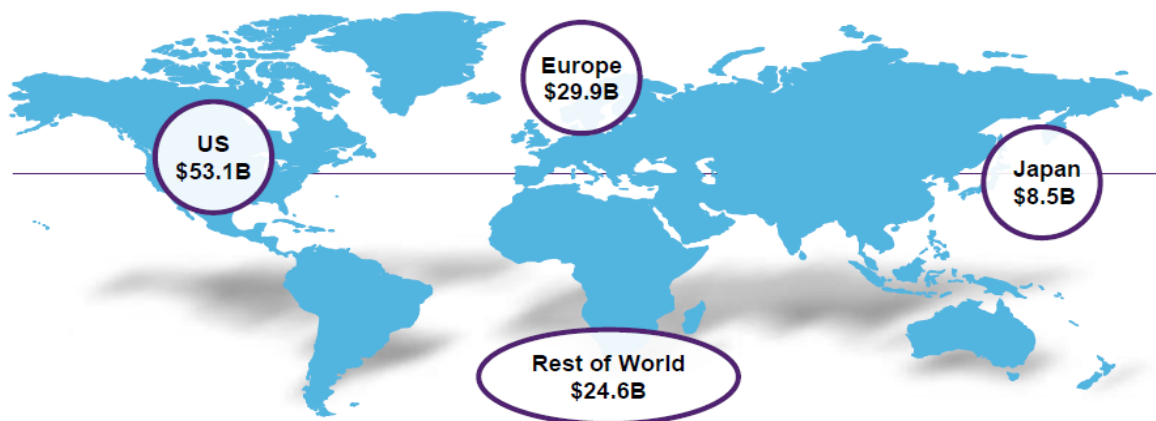 Europe
$29.9B
US
$53.1B
Japan
$8.5B
Rest of World
$24.6B